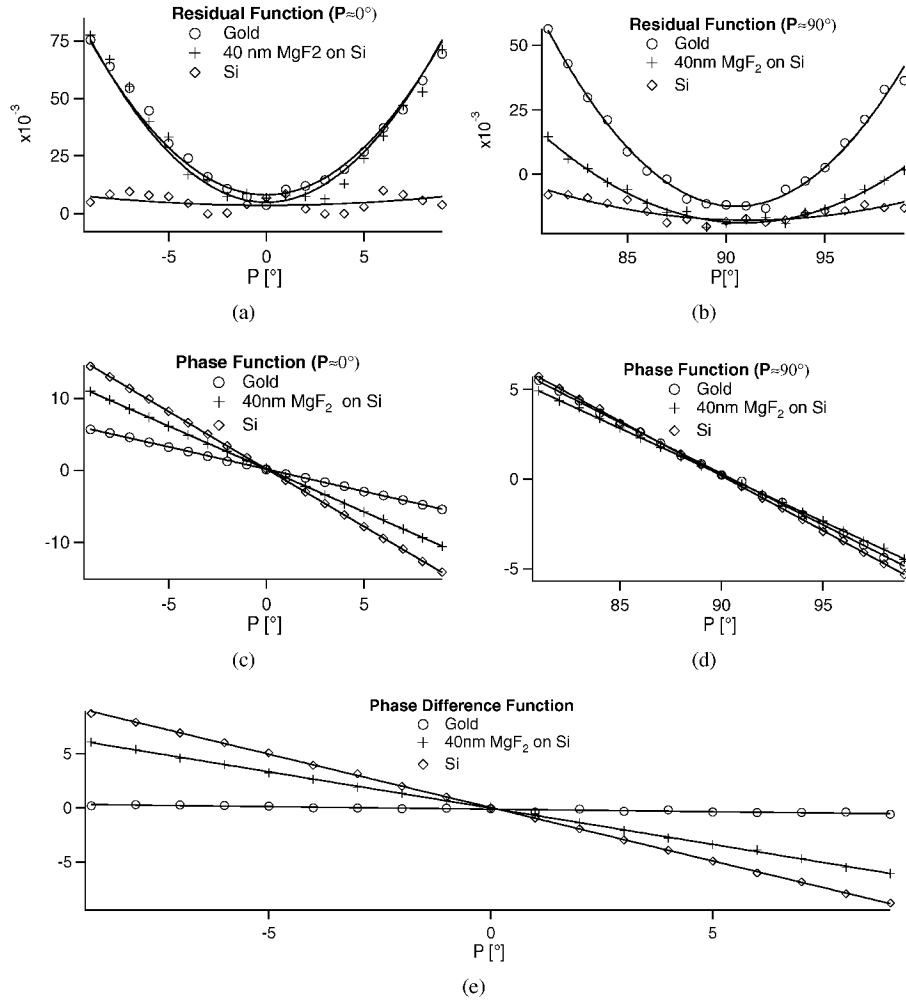 Residual Function (P≈0°)
Gold
40 nm MgF2 on Si
Si
x10⁻³
75
50
25
0
-5
0
5
P [°]
(a)
Residual Function (P≈90°)
Gold
40nm MgF₂ on Si
Si
x10⁻³
50
25
0
85
90
95
P[°]
(b)
Phase Function (P≈0°)
Gold
40nm MgF₂ on Si
Si
10
0
-10
-5
0
5
P [°]
(c)
Phase Function (P≈90°)
Gold
40nm MgF₂ on Si
Si
5
0
-5
85
90
95
P [°]
(d)
Phase Difference Function
Gold
40nm MgF₂ on Si
Si
5
0
-5
-5
0
5
P [°]
(e)